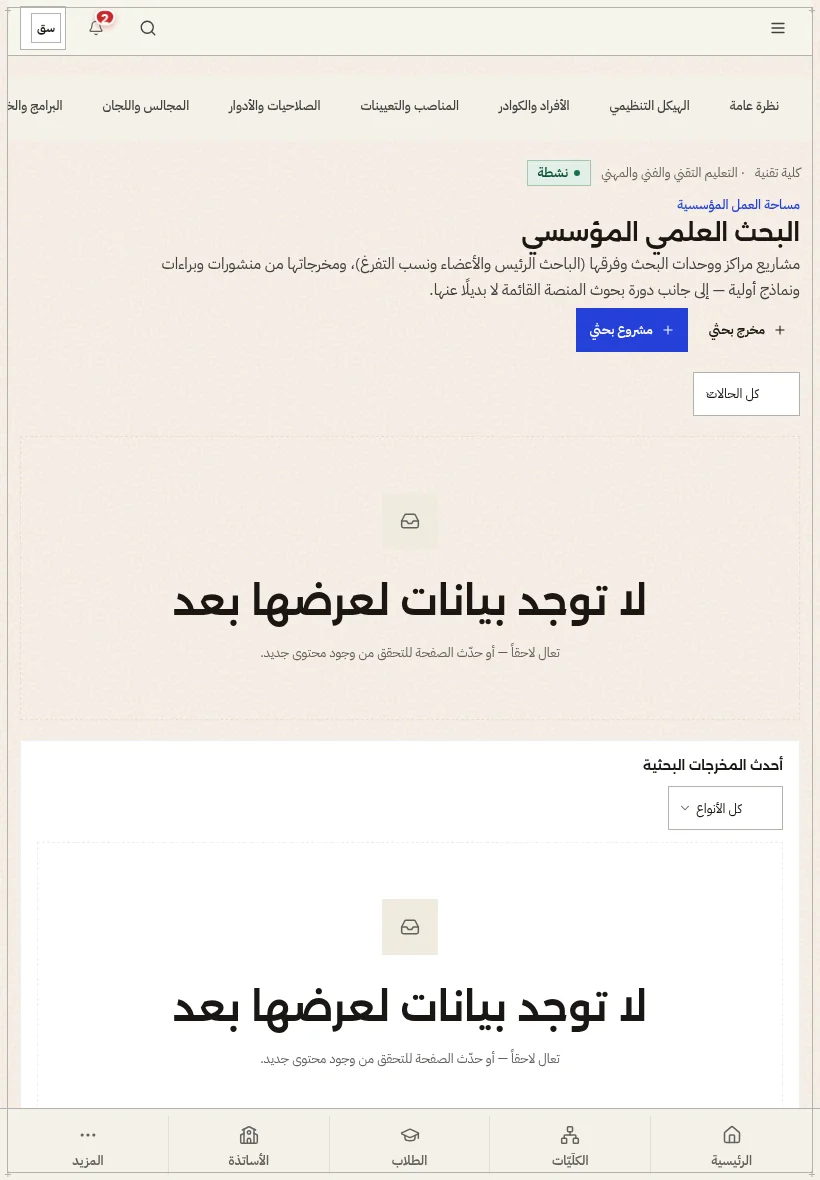 سق
2
نظرة عامة
الهيكل التنظيمي
الأفراد والكوادر
المناصب والتعيينات
الصلاحيات والأدوار
المجالس واللجان
البرامج
كلية تقنية · التعليم التقني والفني والمهني
نشطة
مساحة العمل المؤسسية
البحث العلمي المؤسسي
مشاريع مراكز ووحدات البحث وفرقها (الباحث الرئيس والأعضاء ونسب التفرغ)، ومخرجاتها من منشورات وبراءات
ونماذج أولية — إلى جانب دورة بحوث المنصة القائمة لا بديلًا عنها.
مخرج بحثي
مشروع بحثي
كل الحالات
لا توجد بيانات لعرضها بعد
تعال لاحقاً — أو حدّث الصفحة للتحقق من وجود محتوى جديد.
أحدث المخرجات البحثية
كل الأنواع
لا توجد بيانات لعرضها بعد
تعال لاحقاً — أو حدّث الصفحة للتحقق من وجود محتوى جديد.
الرئيسية
الكليّات
الطلاب
الأساتذة
المزيد